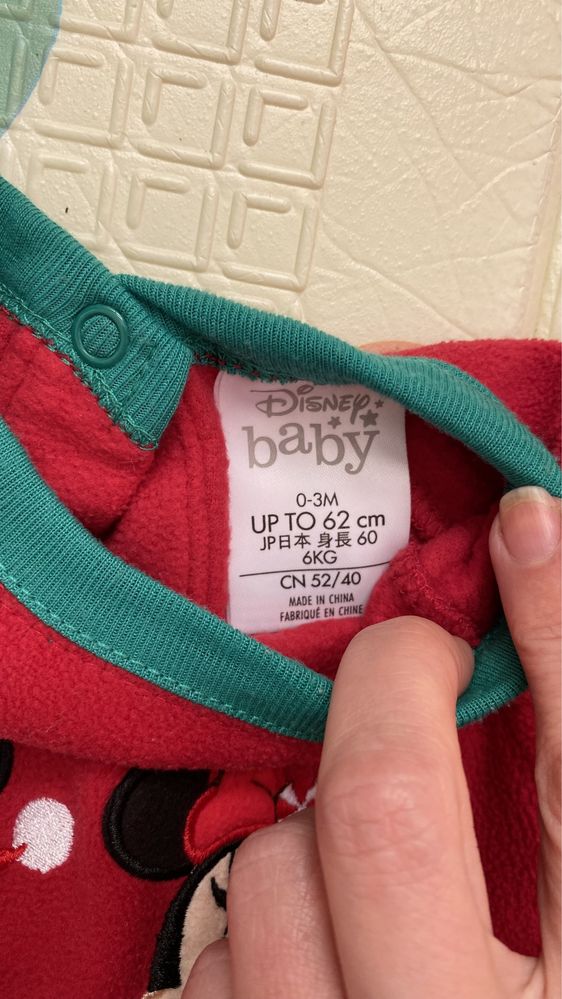 Disney
baby
0-3M
UP TO 62 cm
JP日本 身長 60
6KG
CN 52/40
MADE IN CHINA
FABRIQUÉ EN CHINE